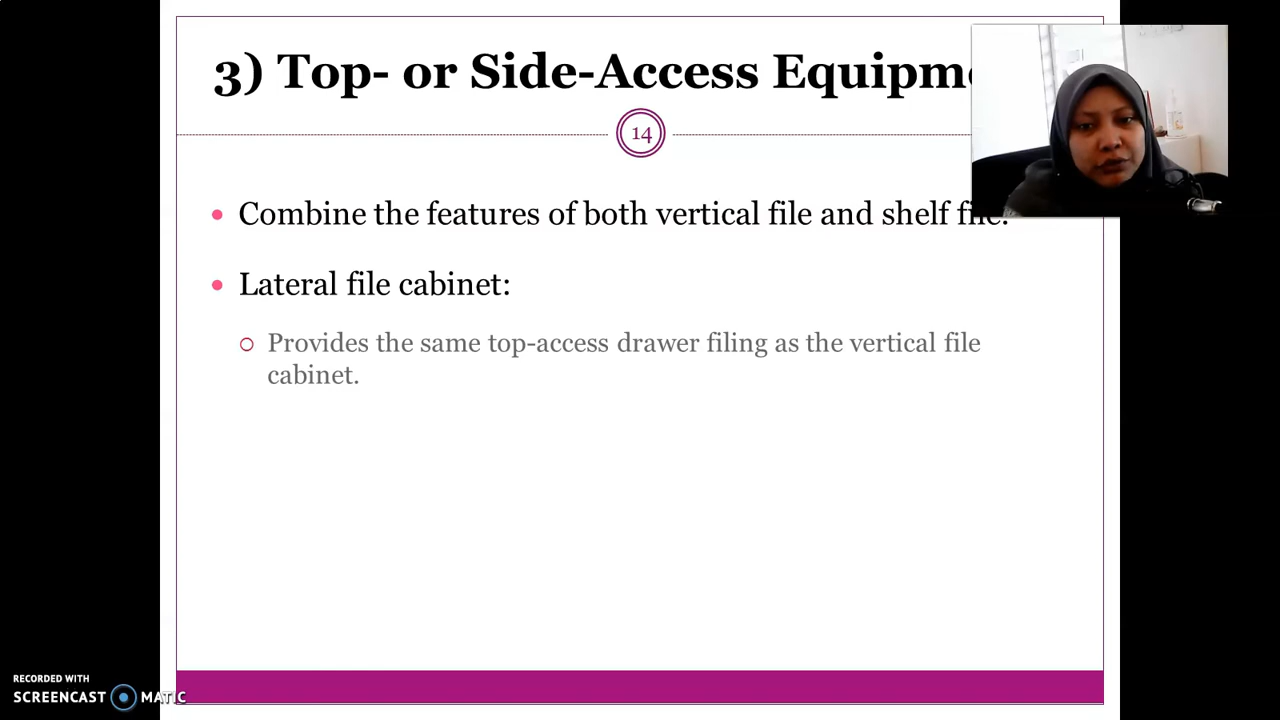 3) Top- or Side-Access
14
Combine the features of both vertical file and shelf file.
Lateral file cabinet:
Provides the same top-access drawer filing as the vertical file
cabinet.
RECORDED WITH
SCREENCAST MATIC